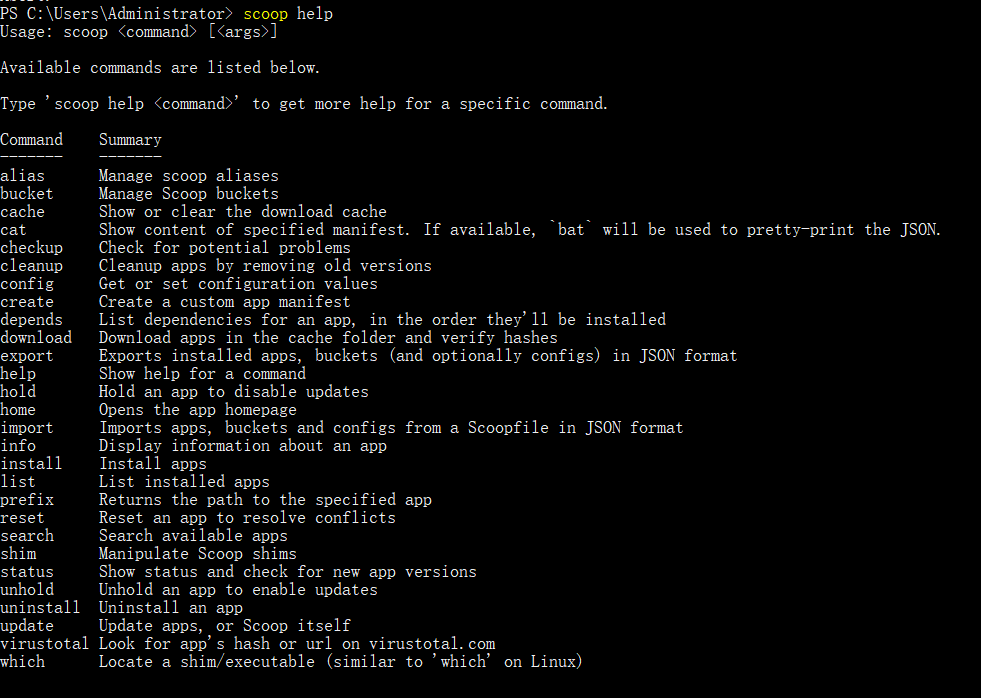 PS C:\Users\Administrator> scoop help
Usage: scoop <command> [<args>]
Available commands are listed below.
Type 'scoop help <command>' to get more help for a specific command.
Command Summary
------- -------
alias Manage scoop aliases
bucket Manage Scoop buckets
cache Show or clear the download cache
cat Show content of specified manifest. If available, `bat` will be used to pretty-print the JSON.
checkup Check for potential problems
cleanup Cleanup apps by removing old versions
config Get or set configuration values
create Create a custom app manifest
depends List dependencies for an app, in the order they'll be installed
download Download apps in the cache folder and verify hashes
export Exports installed apps, buckets (and optionally configs) in JSON format
help Show help for a command
hold Hold an app to disable updates
home Opens the app homepage
import Imports apps, buckets and configs from a Scoopfile in JSON format
info Display information about an app
install Install apps
list List installed apps
prefix Returns the path to the specified app
reset Reset an app to resolve conflicts
search Search available apps
shim Manipulate Scoop shims
status Show status and check for new app versions
unhold Unhold an app to enable updates
uninstall Uninstall an app
update Update apps, or Scoop itself
virustotal Look for app's hash or url on virustotal.com
which Locate a shim/executable (similar to 'which' on Linux)